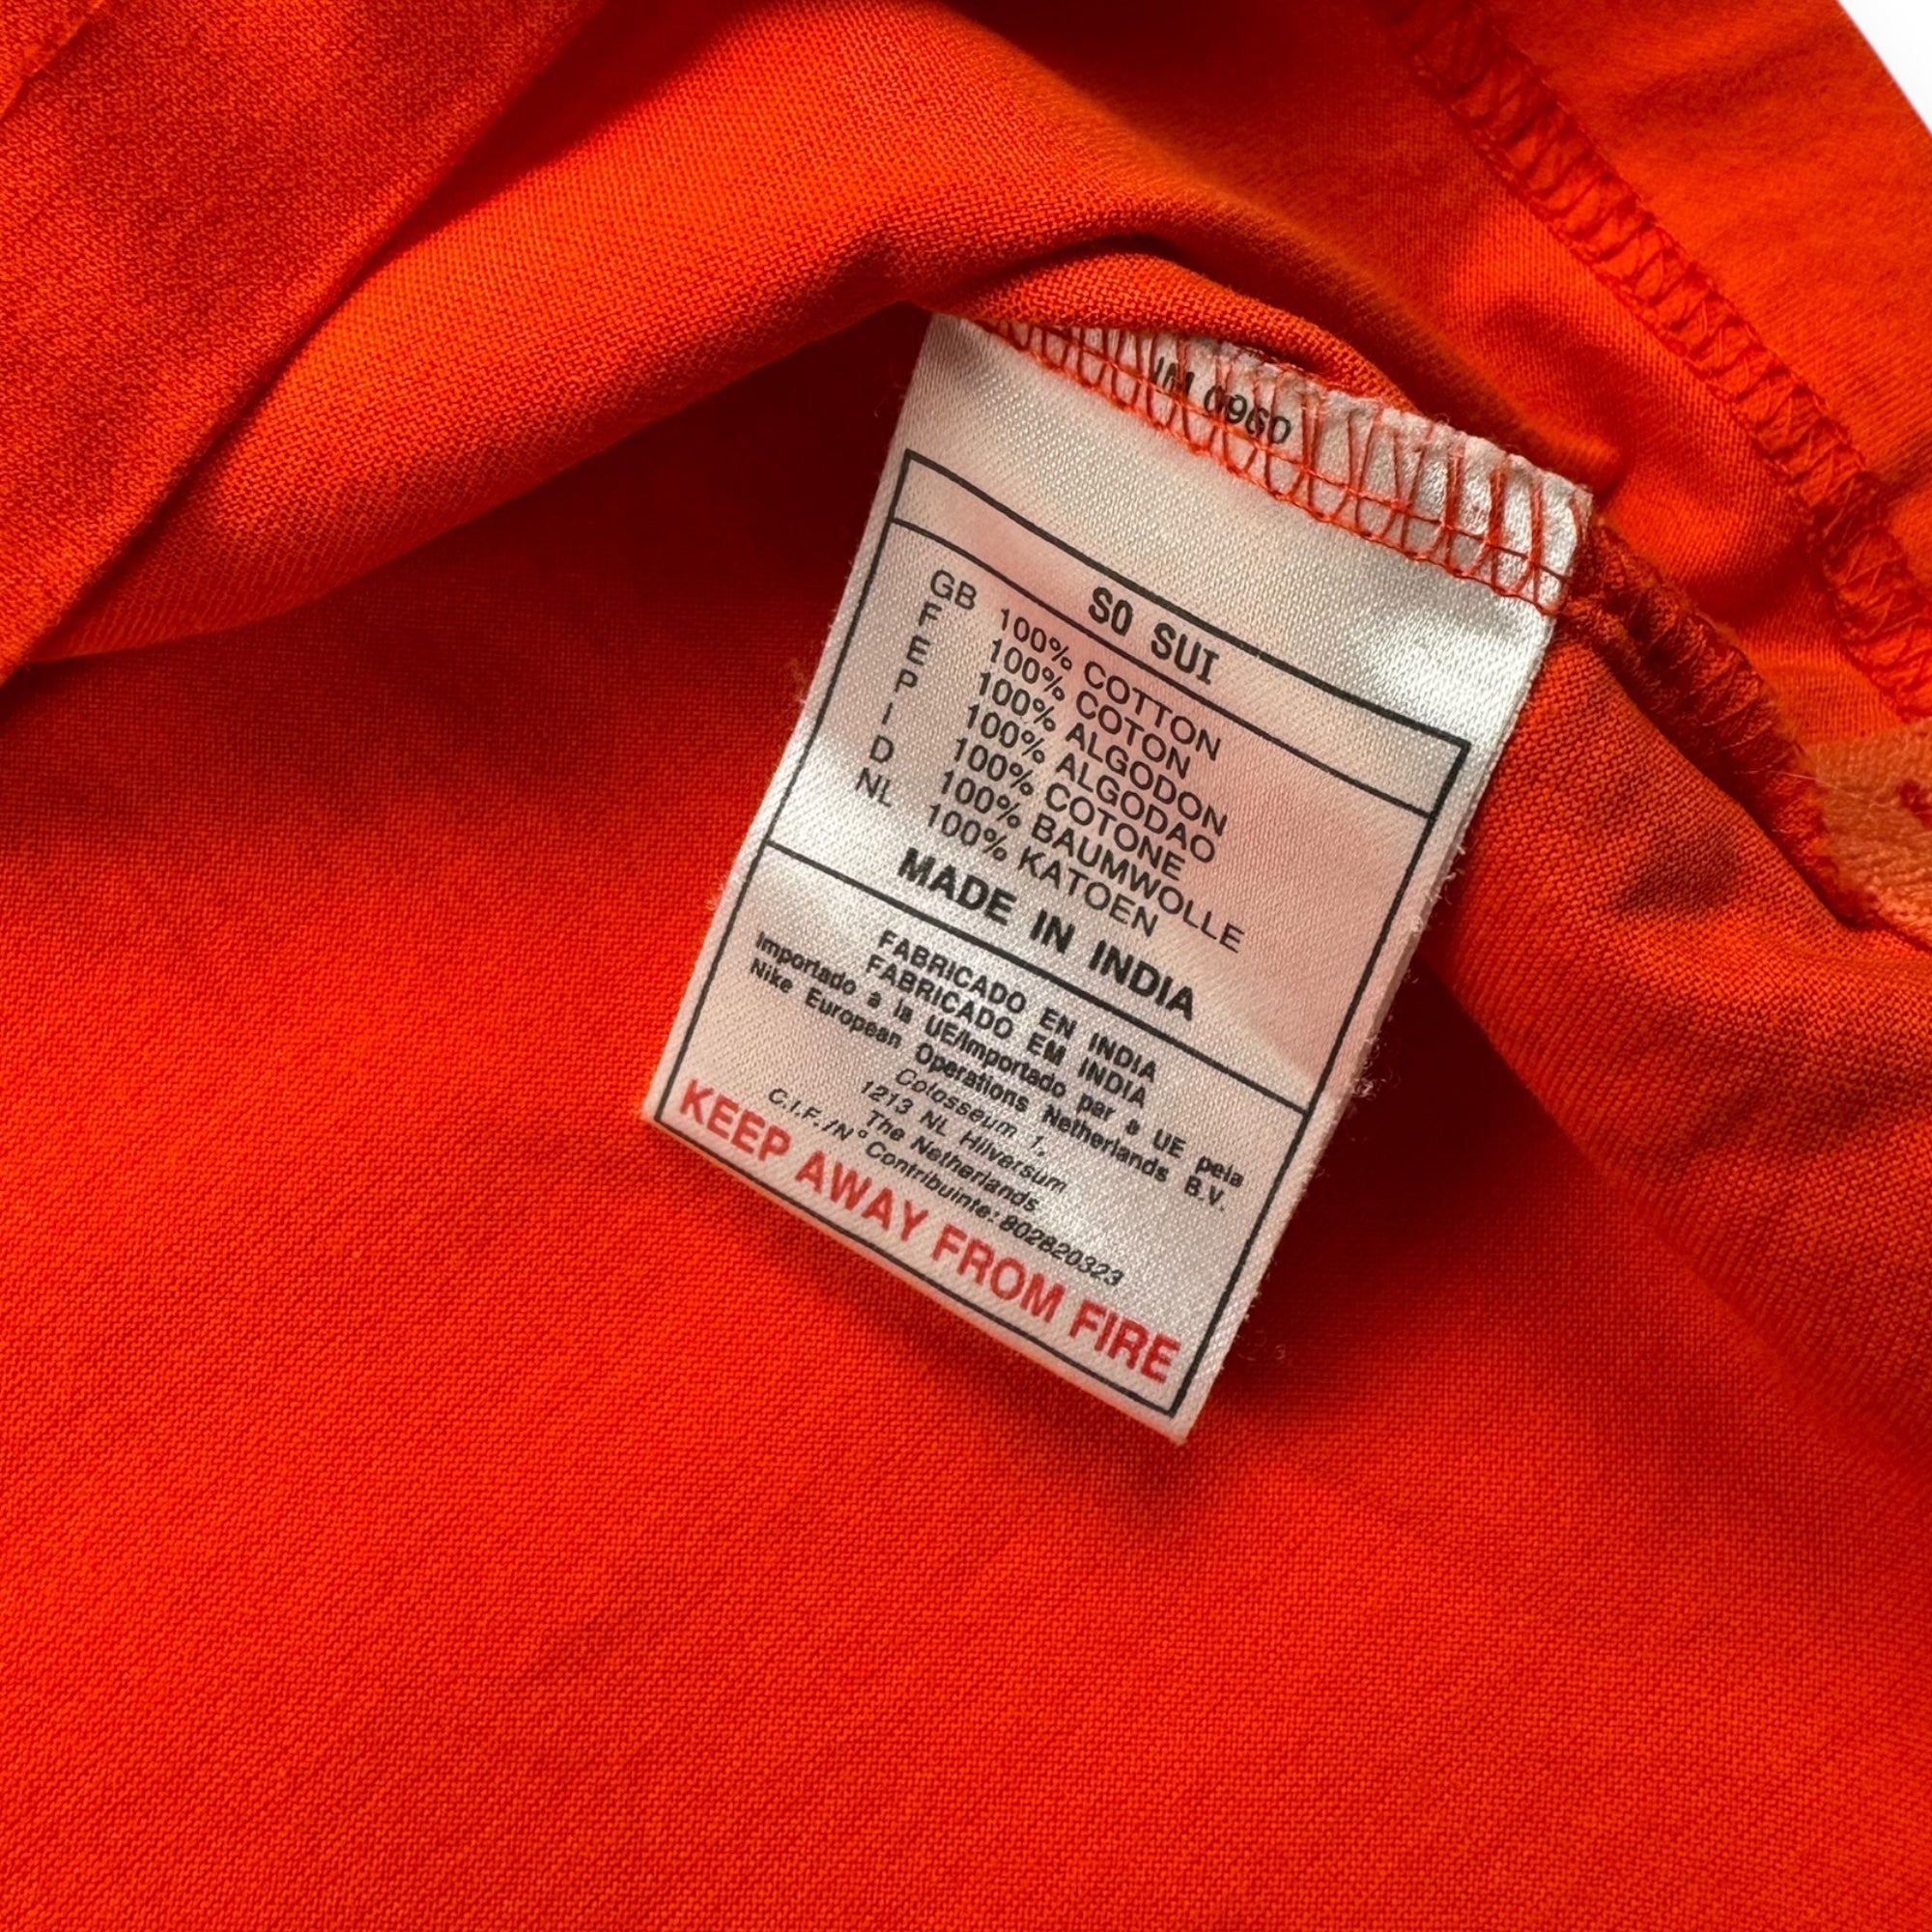 0960
SO SUI
GB 100% COTTON
F 100% COTON
E 100% ALGODON
P 100% ALGODAO
I 100% COTONE
D 100% BAUMWOLLE
NL 100% KATOEN
MADE IN INDIA
FABRICADO EN INDIA
FABRICADO EM INDIA
Importado a la UE/Importado par a UE pela
Nike European Operations Netherlands B.V.
Colosseum 1,
1213 NL Hilversum
The Netherlands
C.I.F./Nº Contribuinte: 802820323
KEEP AWAY FROM FIRE